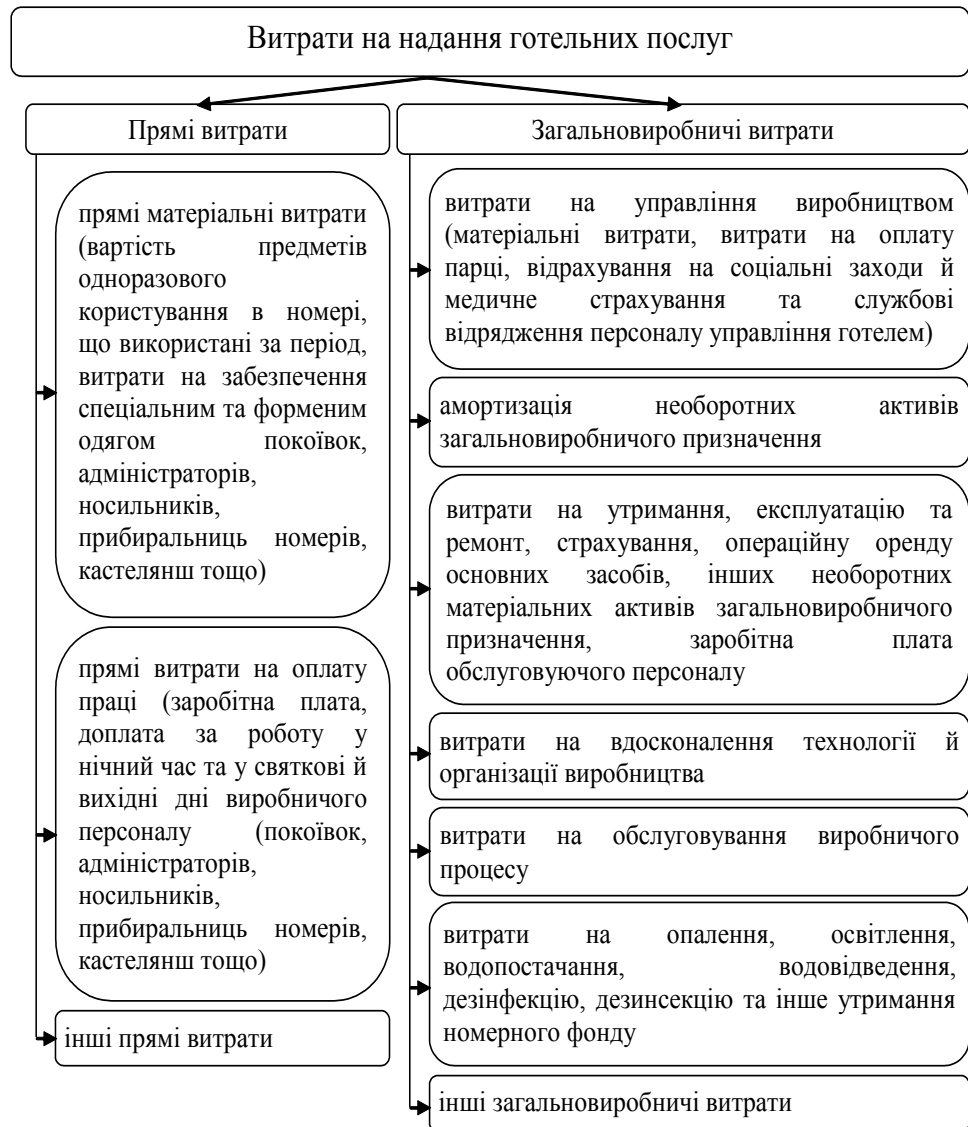 Витрати на надання готельних послуг
Прямі витрати
прямі матеріальні витрати
(вартість предметів
одноразового
користування в номері,
що використані за період,
витрати на забезпечення
спеціальним та форменим
одягом покоївок,
адміністраторів,
носильників,
прибиральниць номерів,
кастелянш тощо)
прямі витрати на оплату
праці (заробітна плата,
доплата за роботу у
нічний час та у святкові й
вихідні дні виробничого
персоналу (покоївок,
адміністраторів,
носильників,
прибиральниць номерів,
кастелянш тощо)
інші прямі витрати
Загальновиробничі витрати
витрати на управління виробництвом
(матеріальні витрати, витрати на оплату
парці, відрахування на соціальні заходи й
медичне страхування та службові
відрядження персоналу управління готелем)
амортизація необоротних активів
загальновиробничого призначення
витрати на утримання, експлуатацію та
ремонт, страхування, операційну оренду
основних засобів, інших необоротних
матеріальних активів загальновиробничого
призначення, заробітна плата
обслуговуючого персоналу
витрати на вдосконалення технології й
організації виробництва
витрати на обслуговування виробничого
процесу
витрати на опалення, освітлення,
водопостачання, водовідведення,
дезінфекцію, дезинсекцію та інше утримання
номерного фонду
інші загальновиробничі витрати